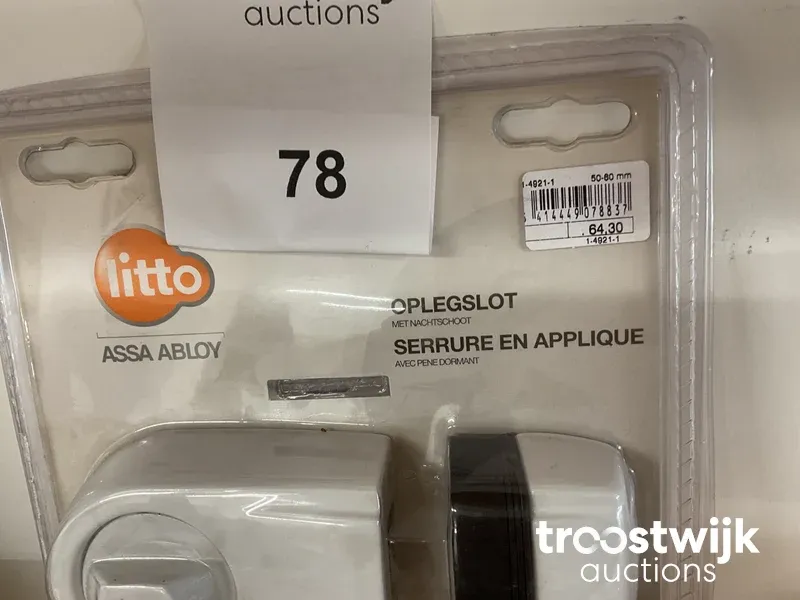 auctions
78
1-4921-1 50-60 mm
414449 078837
64.30
1-4921-1
litto
ASSA ABLOY
OPLEGSLOT
MET NACHTSCHOOT
SERRURE EN APPLIQUE
AVEC PENE DORMANT
troostwijk
auctions